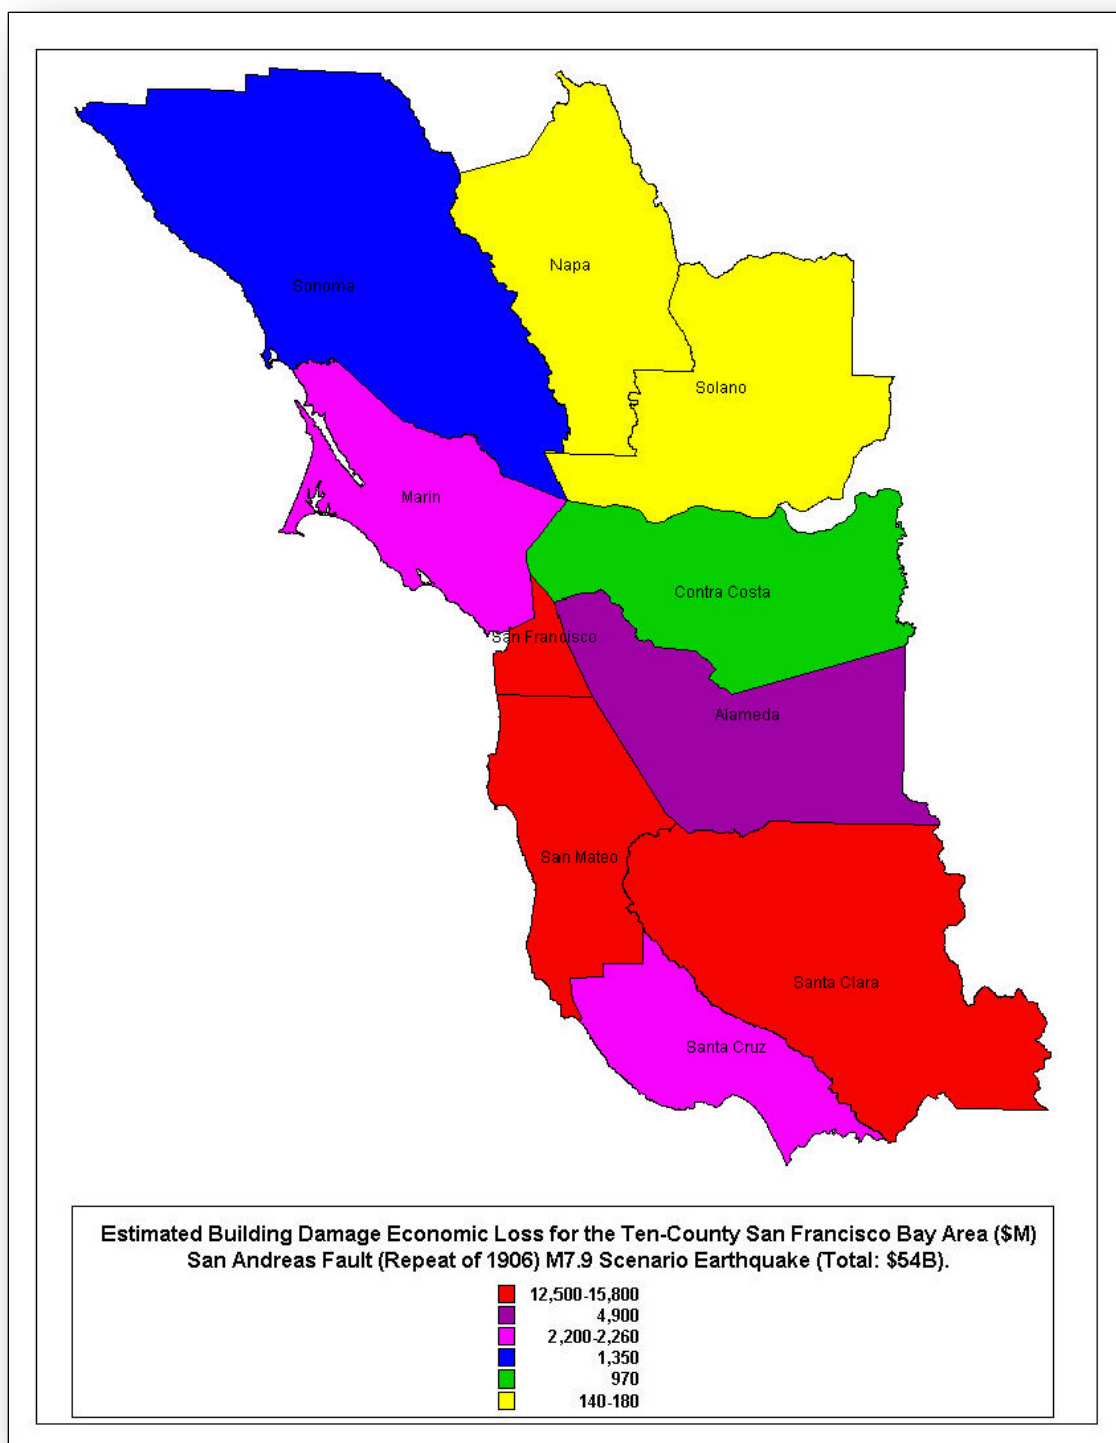 Napa
Sonoma
Solano
Marin
Contra Costa
San Francisco
Alameda
San Mateo
Santa Clara
Santa Cruz
Estimated Building Damage Economic Loss for the Ten-County San Francisco Bay Area ($M)
San Andreas Fault (Repeat of 1906) M7.9 Scenario Earthquake (Total: $54B).
12,500-15,800
4,900
2,200-2,260
1,350
970
140-180